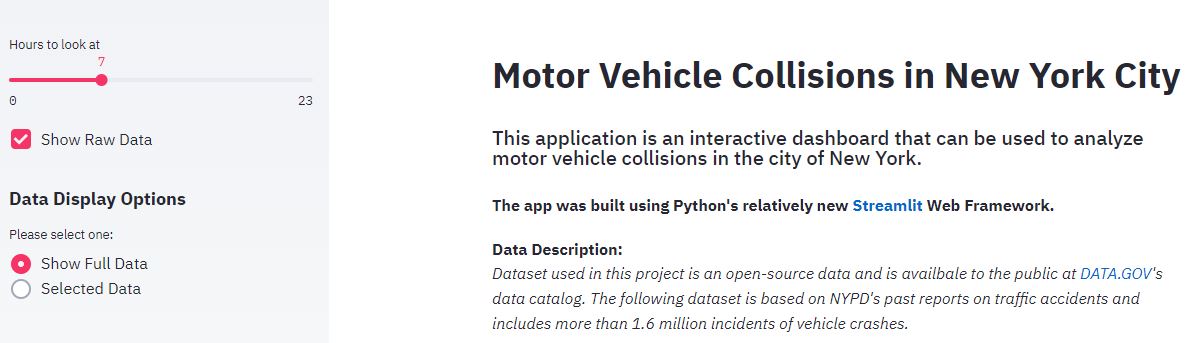 Hours to look at
7
0 23
Show Raw Data
Data Display Options
Please select one:
Show Full Data
Selected Data
Motor Vehicle Collisions in New York City
This application is an interactive dashboard that can be used to analyze
motor vehicle collisions in the city of New York.
The app was built using Python's relatively new Streamlit Web Framework.
Data Description:
Dataset used in this project is an open-source data and is availbale to the public at DATA.GOV's
data catalog. The following dataset is based on NYPD's past reports on traffic accidents and
includes more than 1.6 million incidents of vehicle crashes.